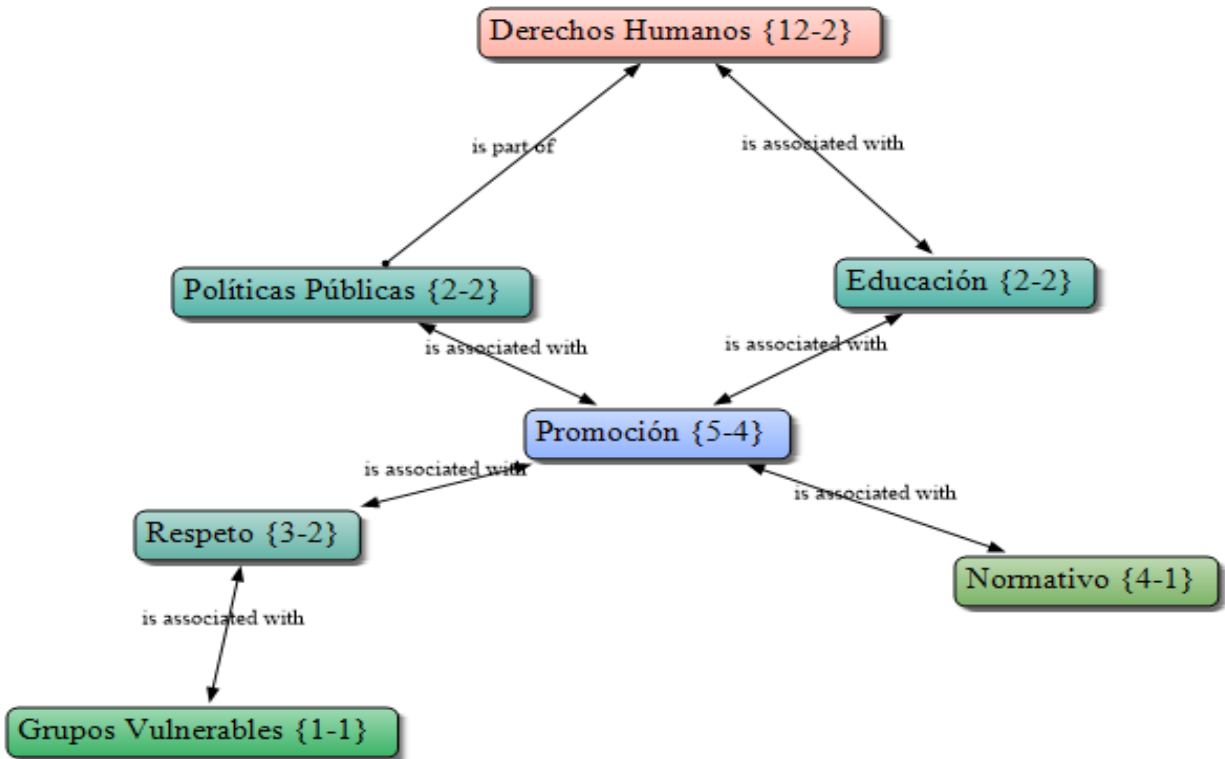 Derechos Humanos {12-2}
is part of
is associated with
Políticas Públicas {2-2}
Educación {2-2}
is associated with
is associated with
Promoción {5-4}
is associated with
is associated with
Respeto {3-2}
Normativo {4-1}
is associated with
Grupos Vulnerables {1-1}